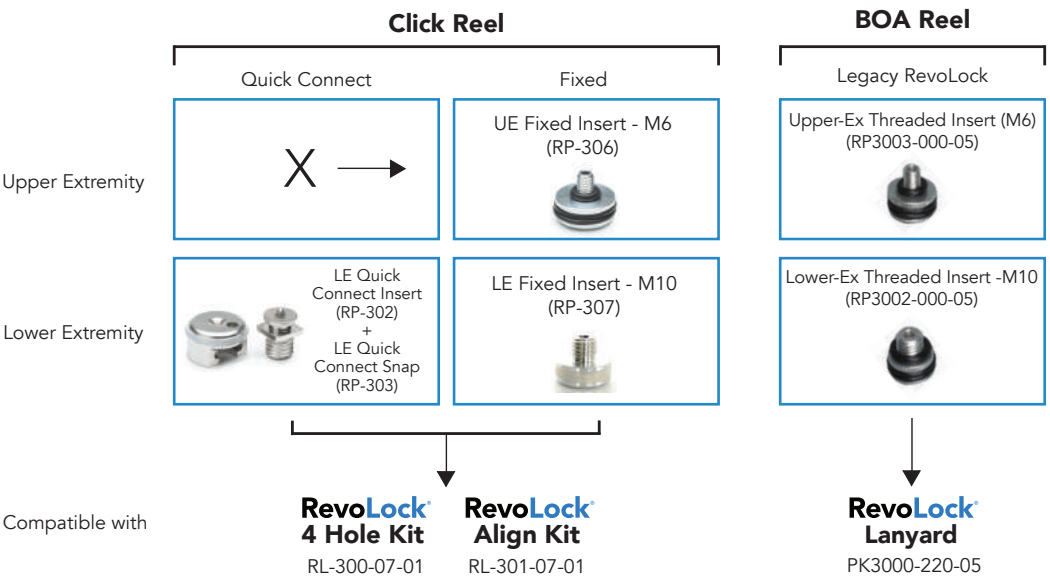 Click Reel
BOA Reel
Quick Connect
Fixed
Legacy RevoLock
Upper Extremity
X
UE Fixed Insert - M6
(RP-306)
Upper-Ex Threaded Insert (M6)
(RP3003-000-05)
Lower Extremity
LE Quick
Connect Insert
(RP-302)
+
LE Quick
Connect Snap
(RP-303)
LE Fixed Insert - M10
(RP-307)
Lower-Ex Threaded Insert -M10
(RP3002-000-05)
Compatible with
RevoLock®
4 Hole Kit
RL-300-07-01
RevoLock®
Align Kit
RL-301-07-01
RevoLock®
Lanyard
PK3000-220-05